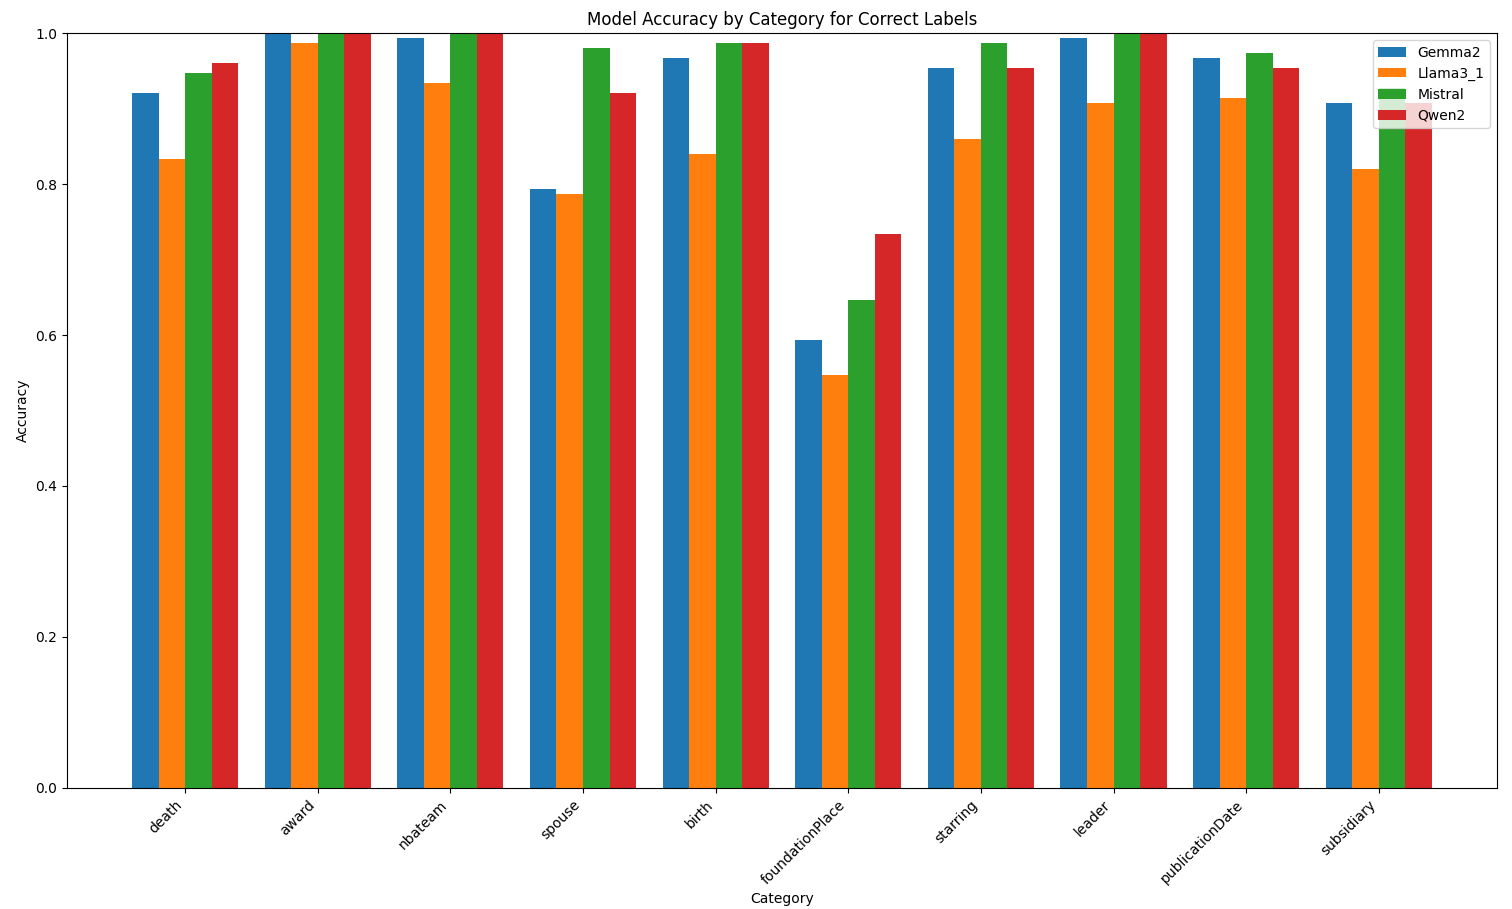 Model Accuracy by Category for Correct Labels
Gemma2
Llama3_1
Mistral
Qwen2
1.0
0.8
0.6
0.4
0.2
0.0
Accuracy
death
award
nbateam
spouse
birth
foundationPlace
starring
leader
publicationDate
subsidiary
Category